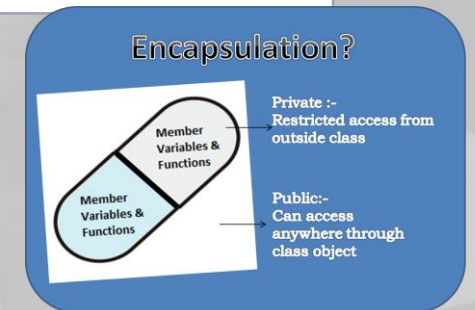 Encapsulation?
Member
Variables &
Functions
Private :-
Restricted access from
outside class
Member
Variables &
Functions
Public:-
Can access
anywhere through
class object